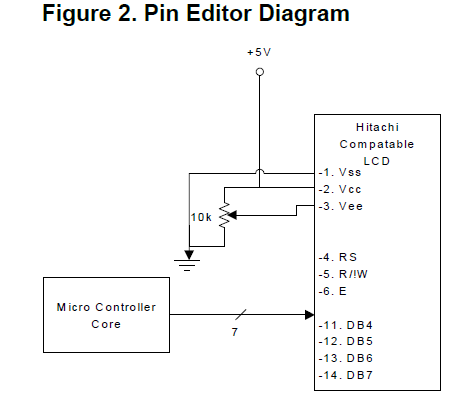 Figure 2. Pin Editor Diagram
+5V
Hitachi
Compatable
LCD
-1. Vss
-2. Vcc
-3. Vee
10k
-4. RS
-5. R/!W
-6. E
Micro Controller
Core
7
-11. DB4
-12. DB5
-13. DB6
-14. DB7